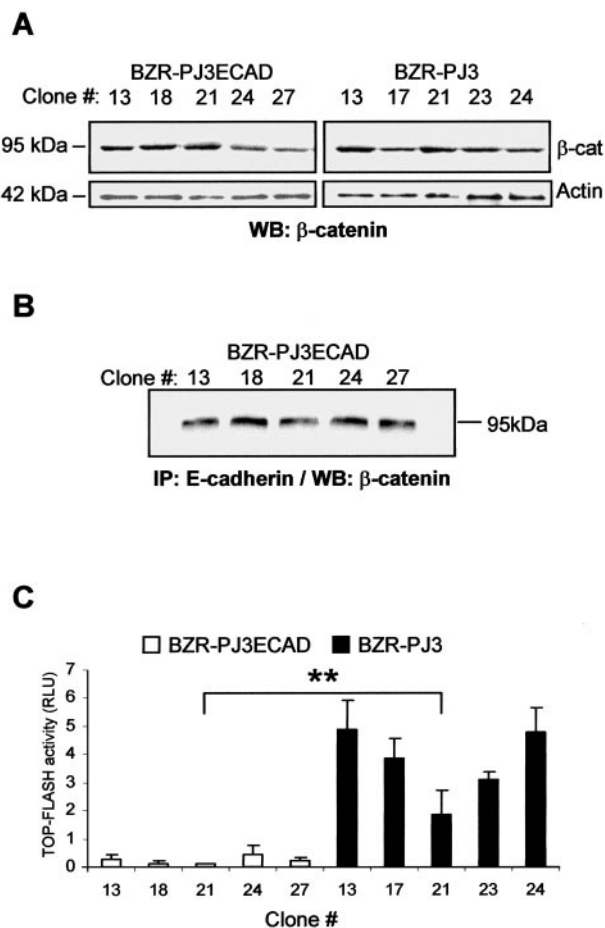 A
BZR-PJ3ECAD BZR-PJ3
Clone #: 13 18 21 24 27 13 17 21 23 24
95 kDa β-cat
42 kDa Actin
WB: β-catenin
B
BZR-PJ3ECAD
Clone #: 13 18 21 24 27
95kDa
IP: E-cadherin / WB: β-catenin
C
BZR-PJ3ECAD BZR-PJ3
TOP-FLASH activity (RLU)
7
6
5
4
3
2
1
0
**
13 18 21 24 27 13 17 21 23 24
Clone #